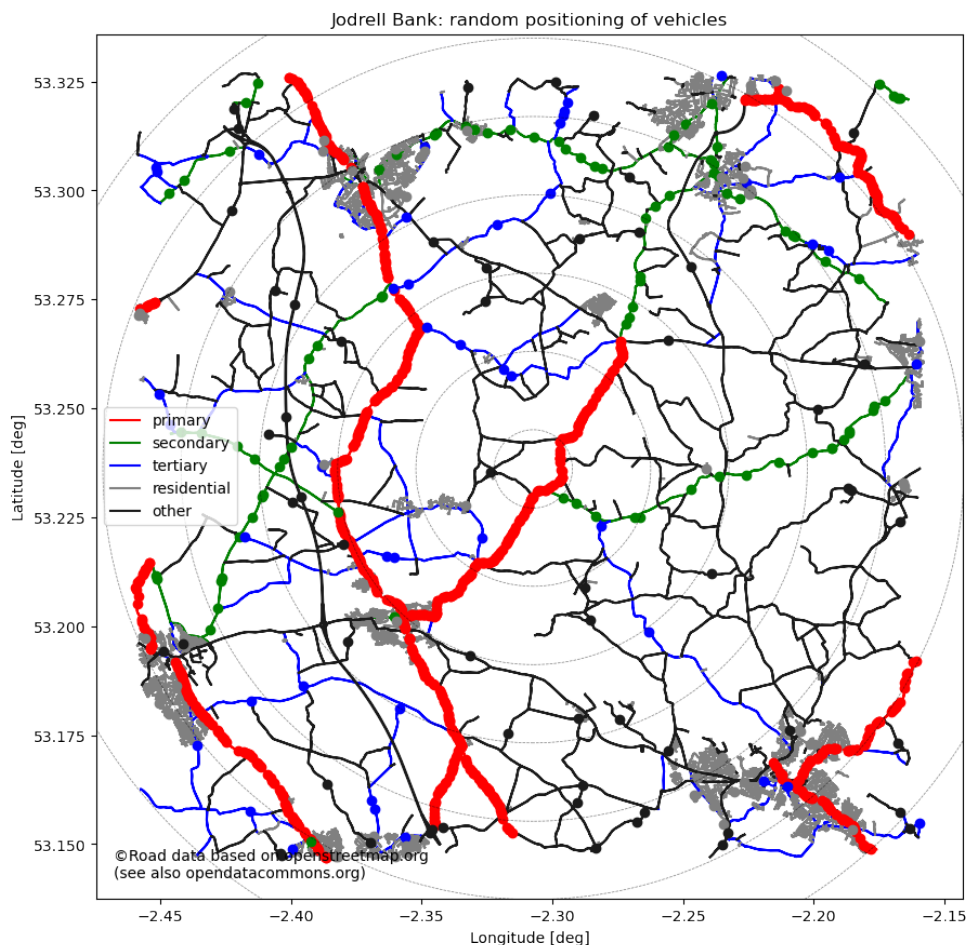 Jodrell Bank: random positioning of vehicles
53.325
53.300
53.275
53.250
53.225
53.200
53.175
53.150
Latitude [deg]
primary
secondary
tertiary
residential
other
©Road data based on openstreetmap.org
(see also opendatacommons.org)
−2.45
−2.40
−2.35
−2.30
−2.25
−2.20
−2.15
Longitude [deg]